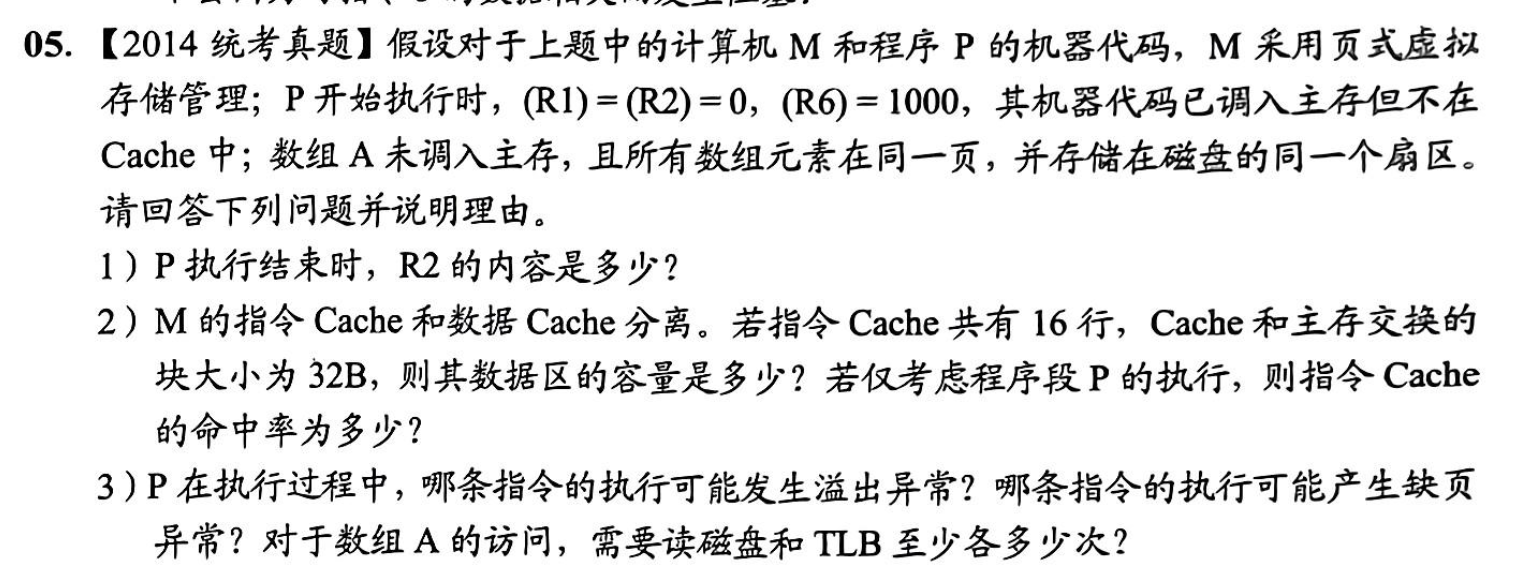 05. 【2014 统考真题】假设对于上题中的计算机 M 和程序 P 的机器代码，M 采用页式虚拟
存储管理；P 开始执行时，(R1) = (R2) = 0，(R6) = 1000，其机器代码已调入主存但不在
Cache 中；数组 A 未调入主存，且所有数组元素在同一页，并存储在磁盘的同一个扇区。
请回答下列问题并说明理由。
1）P 执行结束时，R2 的内容是多少？
2）M 的指令 Cache 和数据 Cache 分离。若指令 Cache 共有 16 行，Cache 和主存交换的
块大小为 32B，则其数据区的容量是多少？若仅考虑程序段 P 的执行，则指令 Cache
的命中率为多少？
3）P 在执行过程中，哪条指令的执行可能发生溢出异常？哪条指令的执行可能产生缺页
异常？对于数组 A 的访问，需要读磁盘和 TLB 至少各多少次？